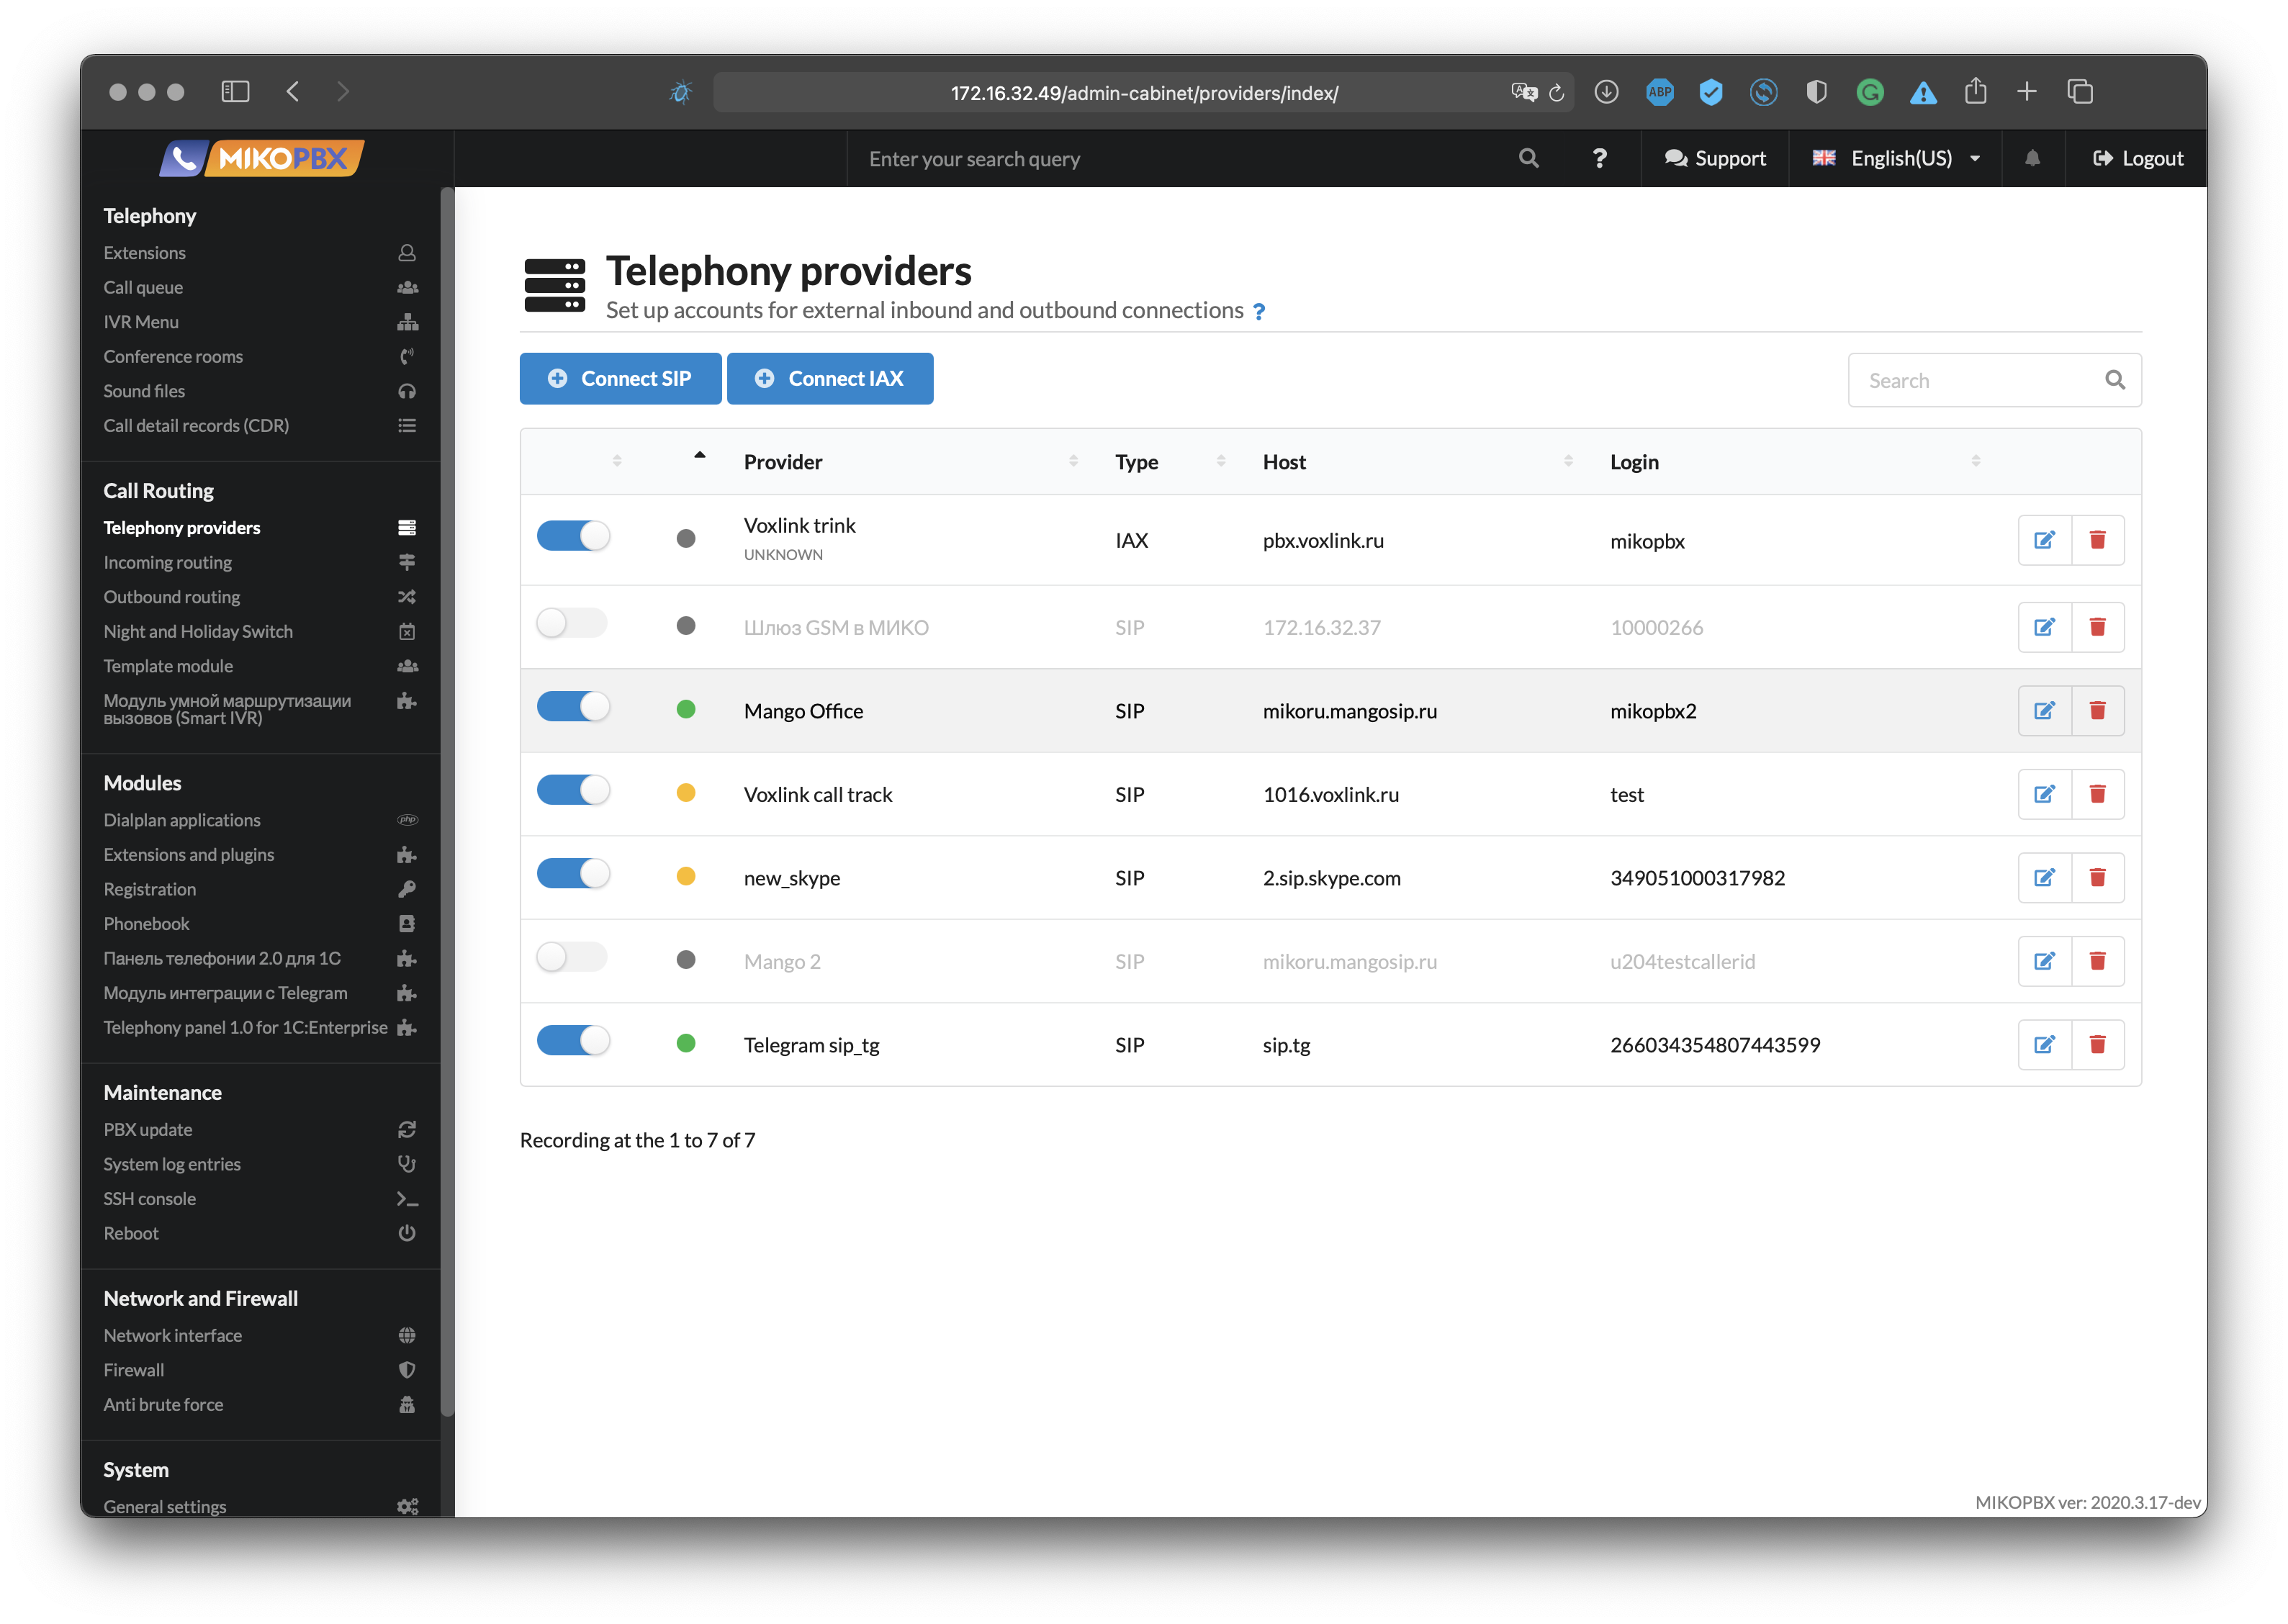 172.16.32.49/admin-cabinet/providers/index/
ABP
MIKOPBX
Enter your search query
?
Support
English(US)
Logout
Telephony
Extensions
Call queue
IVR Menu
Conference rooms
Sound files
Call detail records (CDR)
Call Routing
Telephony providers
Incoming routing
Outbound routing
Night and Holiday Switch
Template module
Модуль умной маршрутизации
вызовов (Smart IVR)
Modules
Dialplan applications
php
Extensions and plugins
Registration
Phonebook
Панель телефонии 2.0 для 1С
Модуль интеграции с Telegram
Telephony panel 1.0 for 1C:Enterprise
Maintenance
PBX update
System log entries
SSH console
Reboot
Network and Firewall
Network interface
Firewall
Anti brute force
System
General settings
Telephony providers
Set up accounts for external inbound and outbound connections ?
Connect SIP
Connect IAX
Search
Provider Type Host Login
Voxlink trink IAX pbx.voxlink.ru mikopbx
UNKNOWN
Шлюз GSM в МИКО SIP 172.16.32.37 10000266
Mango Office SIP mikoru.mangosip.ru mikopbx2
Voxlink call track SIP 1016.voxlink.ru test
new_skype SIP 2.sip.skype.com 349051000317982
Mango 2 SIP mikoru.mangosip.ru u204testcallerid
Telegram sip_tg SIP sip.tg 266034354807443599
Recording at the 1 to 7 of 7
MIKOPBX ver: 2020.3.17-dev